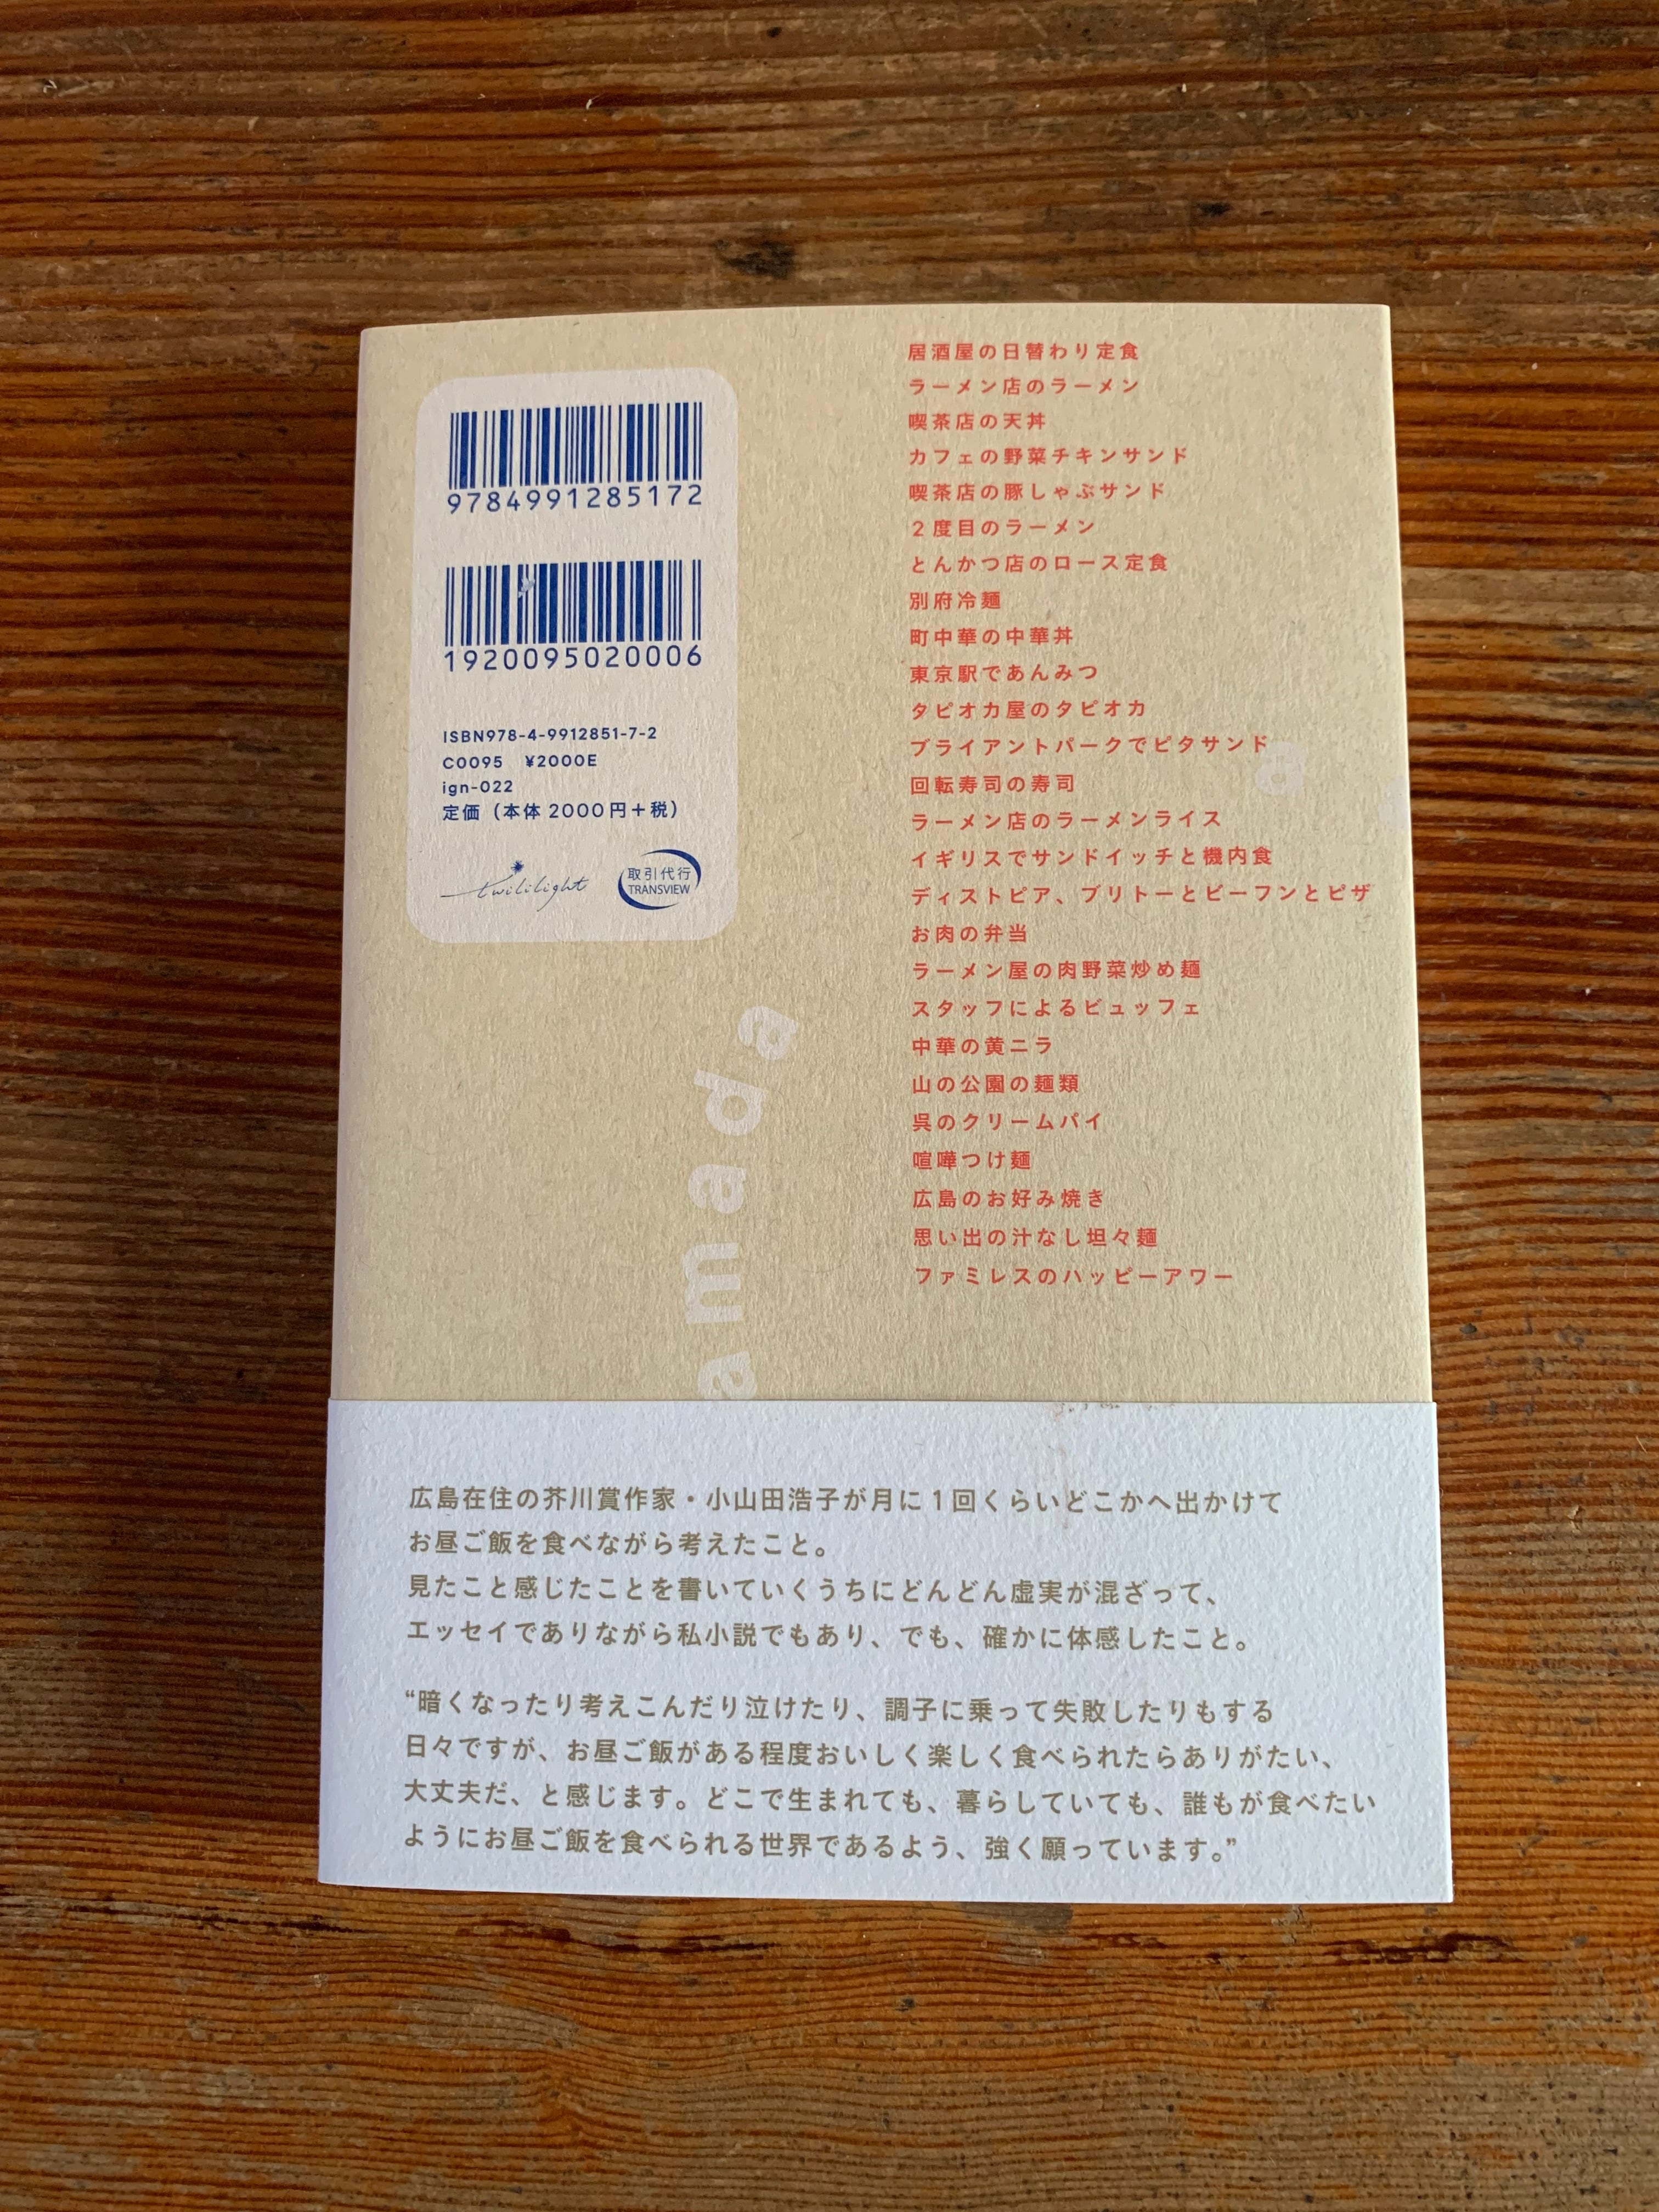 9784991285172
1920095020006
ISBN978-4-9912851-7-2
C0095 ¥2000E
ign-022
定価（本体2000円＋税）
twililight
取引代行
TRANSVIEW
居酒屋の日替わり定食
ラーメン店のラーメン
喫茶店の天丼
カフェの野菜チキンサンド
喫茶店の豚しゃぶサンド
２度目のラーメン
とんかつ店のロース定食
別府冷麺
町中華の中華丼
東京駅であんみつ
タピオカ屋のタピオカ
ブライアントパークでピタサンド
回転寿司の寿司
ラーメン店のラーメンライス
イギリスでサンドイッチと機内食
ディストピア、ブリトーとビーフンとピザ
お肉の弁当
ラーメン屋の肉野菜炒め麺
スタッフによるビュッフェ
中華の黄ニラ
山の公園の麺類
呉のクリームパイ
喧嘩つけ麺
広島のお好み焼き
思い出の汁なし坦々麺
ファミレスのハッピーアワー
a
amada
広島在住の芥川賞作家・小山田浩子が月に1回くらいどこかへ出かけて
お昼ご飯を食べながら考えたこと。
見たこと感じたことを書いていくうちにどんどん虚実が混ざって、
エッセイでありながら私小説でもあり、でも、確かに体感したこと。
“暗くなったり考えこんだり泣けたり、調子に乗って失敗したりもする
日々ですが、お昼ご飯がある程度おいしく楽しく食べられたらありがたい、
大丈夫だ、と感じます。どこで生まれても、暮らしていても、誰もが食べたい
ようにお昼ご飯を食べられる世界であるよう、強く願っています。”